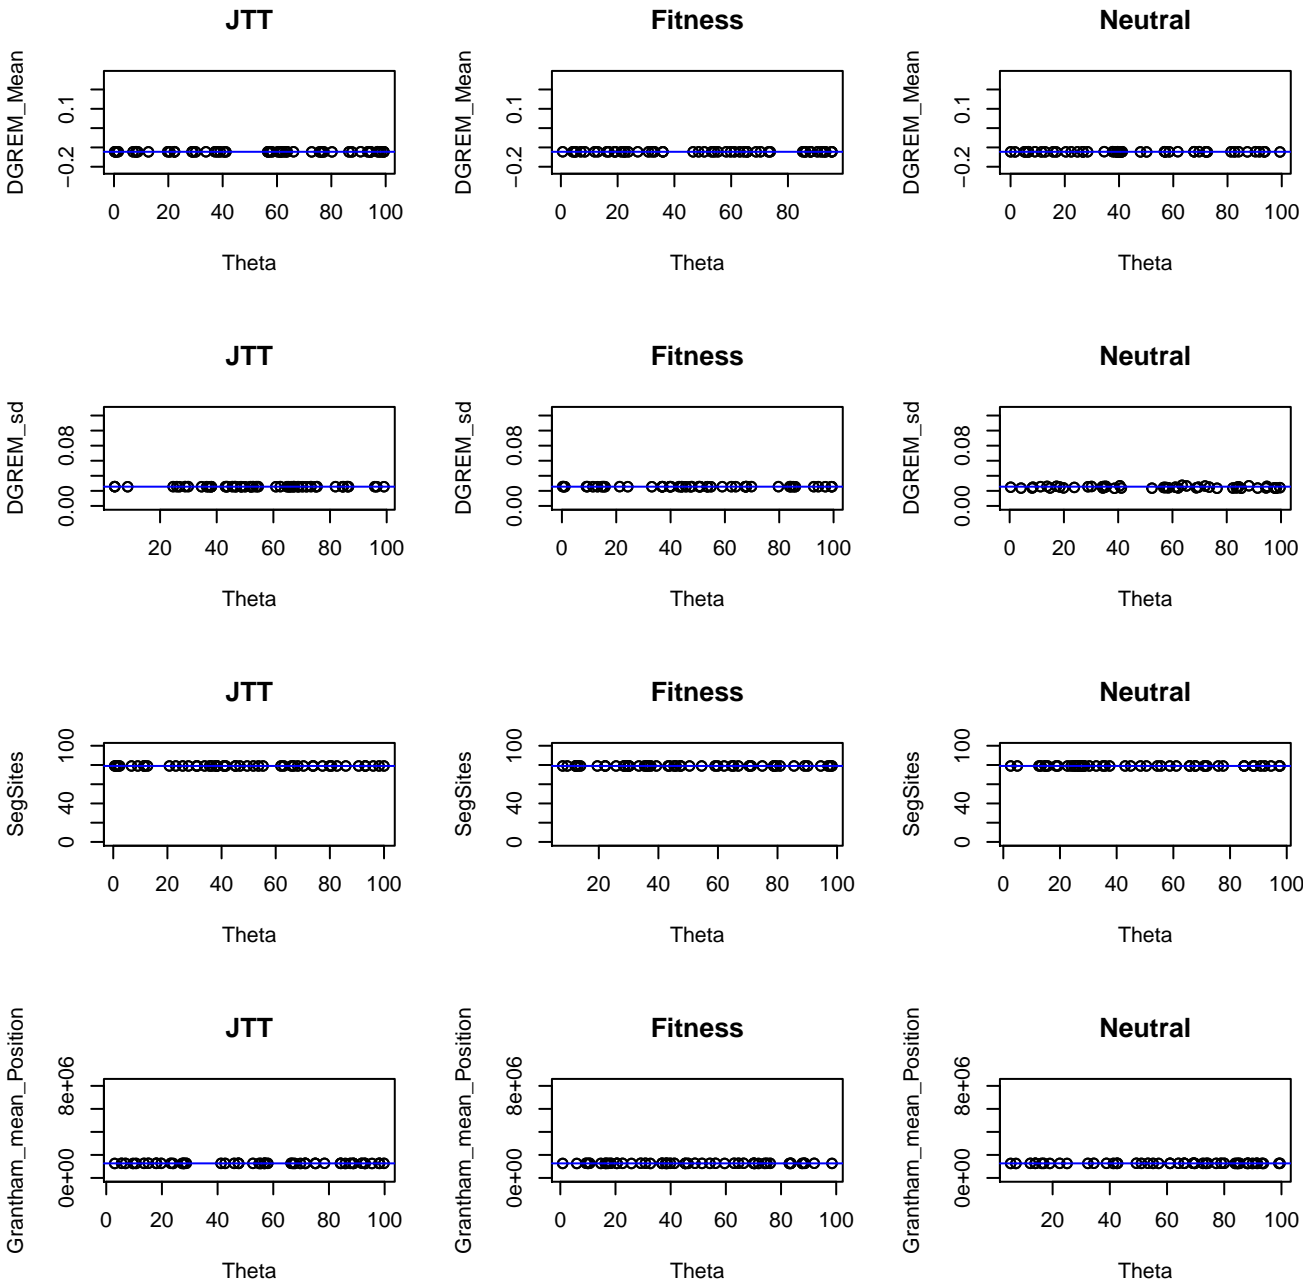 JTT Fitness Neutral
DGREM_Mean DGREM_Mean DGREM_Mean
0.1 0.1 0.1
−0.2 −0.2 −0.2
0 20 40 60 80 100 0 20 40 60 80 0 20 40 60 80 100
Theta Theta Theta
JTT Fitness Neutral
DGREM_sd DGREM_sd DGREM_sd
0.08 0.08 0.08
0.00 0.00 0.00
20 40 60 80 100 0 20 40 60 80 100 0 20 40 60 80 100
Theta Theta Theta
JTT Fitness Neutral
SegSites SegSites SegSites
100 100 100
40 40 40
0 0 0
0 20 40 60 80 100 20 40 60 80 100 0 20 40 60 80 100
Theta Theta Theta
JTT Fitness Neutral
Grantham_mean_Position Grantham_mean_Position Grantham_mean_Position
8e+06 8e+06 8e+06
0e+00 0e+00 0e+00
0 20 40 60 80 100 0 20 40 60 80 100 20 40 60 80 100
Theta Theta Theta